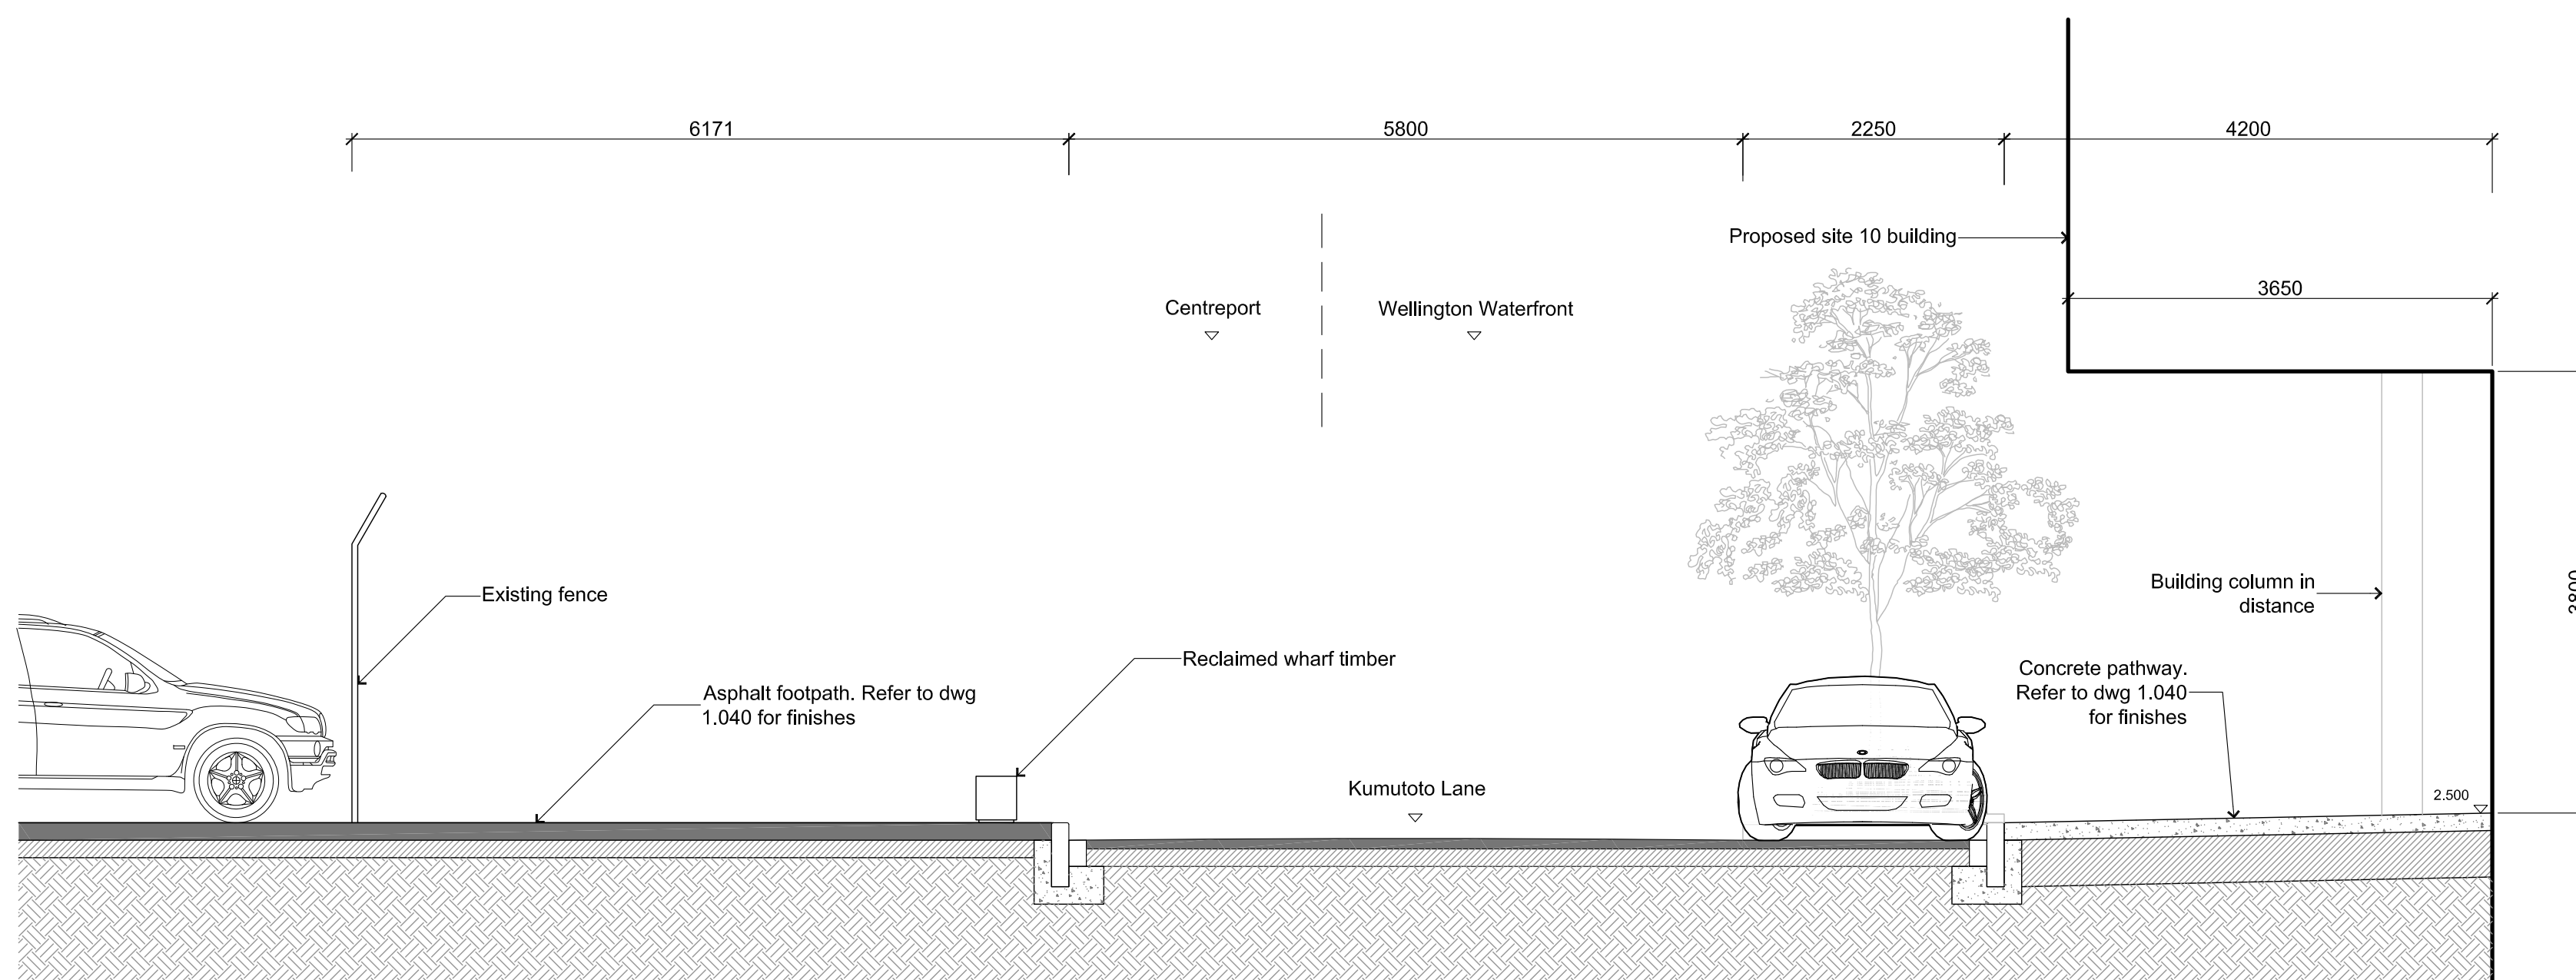 6171
5800
2250
4200
Proposed site 10 building
3650
Centreport
Wellington Waterfront
Existing fence
Building column in
distance
3800
Reclaimed wharf timber
Asphalt footpath. Refer to dwg
1.040 for finishes
Concrete pathway.
Refer to dwg 1.040
for finishes
Kumutoto Lane
2.500